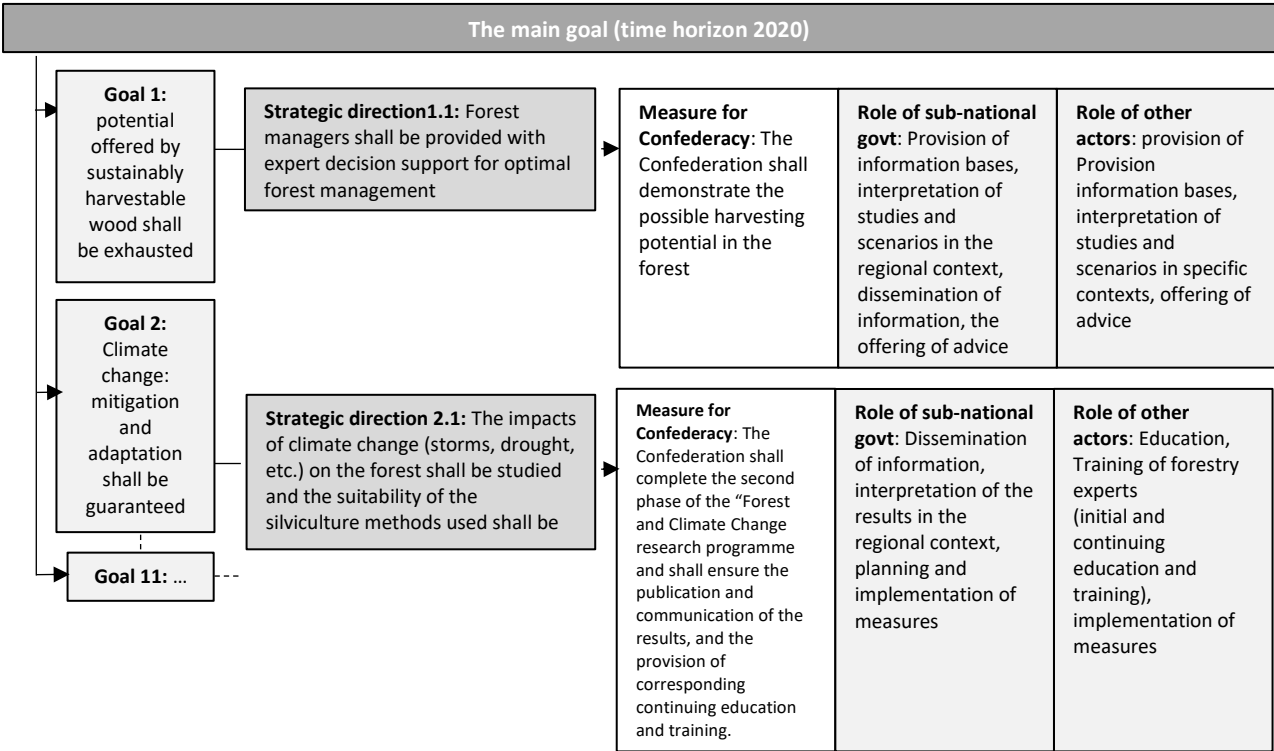 The main goal (time horizon 2020)
Goal 1:
potential
offered by
sustainably
harvestable
wood shall
be exhausted
Strategic direction1.1: Forest
managers shall be provided with
expert decision support for optimal
forest management
Measure for
Confederacy: The
Confederation shall
demonstrate the
possible harvesting
potential in the
forest
Role of sub-national
govt: Provision of
information bases,
interpretation of
studies and
scenarios in the
regional context,
dissemination of
information, the
offering of advice
Role of other
actors: provision of
Provision
information bases,
interpretation of
studies and
scenarios in specific
contexts, offering of
advice
Goal 2:
Climate
change:
mitigation
and
adaptation
shall be
guaranteed
Strategic direction 2.1: The impacts
of climate change (storms, drought,
etc.) on the forest shall be studied
and the suitability of the
silviculture methods used shall be
Measure for
Confederacy: The
Confederation shall
complete the second
phase of the “Forest
and Climate Change
research programme
and shall ensure the
publication and
communication of the
results, and the
provision of
corresponding
continuing education
and training.
Role of sub-national
govt: Dissemination
of information,
interpretation of the
results in the
regional context,
planning and
implementation of
measures
Role of other
actors: Education,
Training of forestry
experts
(initial and
continuing
education and
training),
implementation of
measures
Goal 11: ...